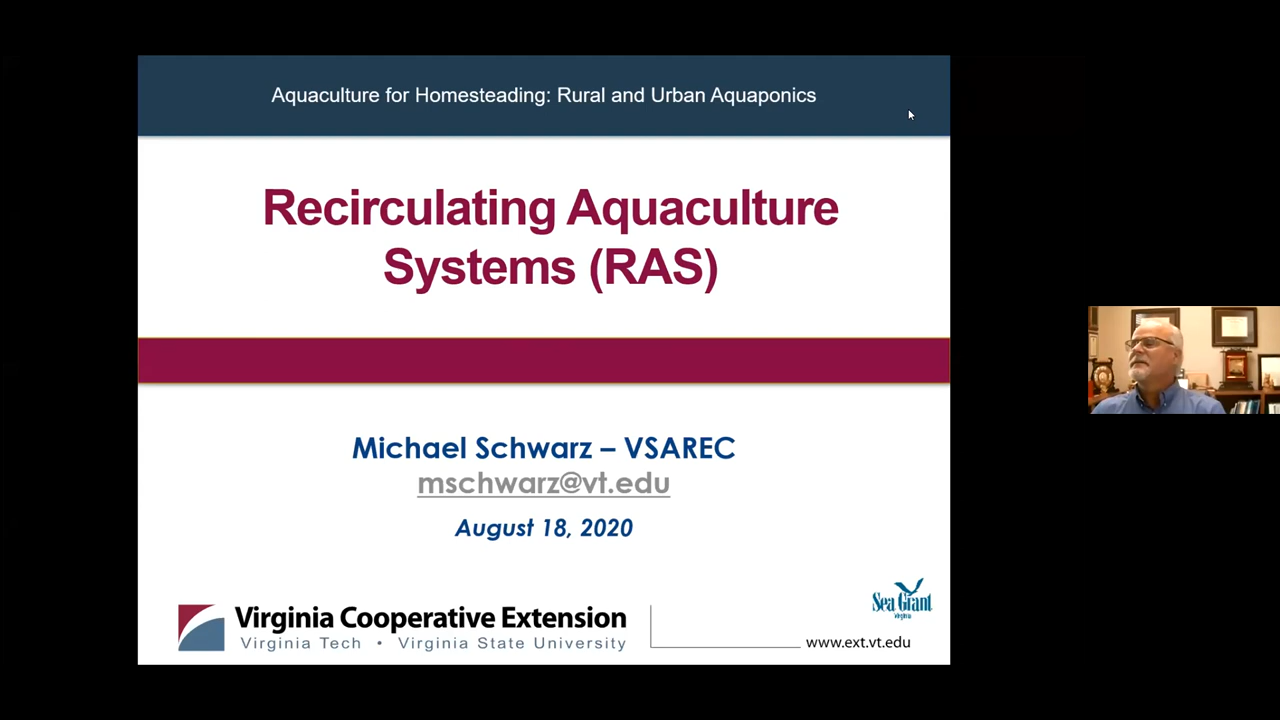 Aquaculture for Homesteading: Rural and Urban Aquaponics
Recirculating Aquaculture
Systems (RAS)
Michael Schwarz – VSAREC
mschwarz@vt.edu
August 18, 2020
Virginia Cooperative Extension
Virginia Tech • Virginia State University
www.ext.vt.edu
Sea Grant
Virginia